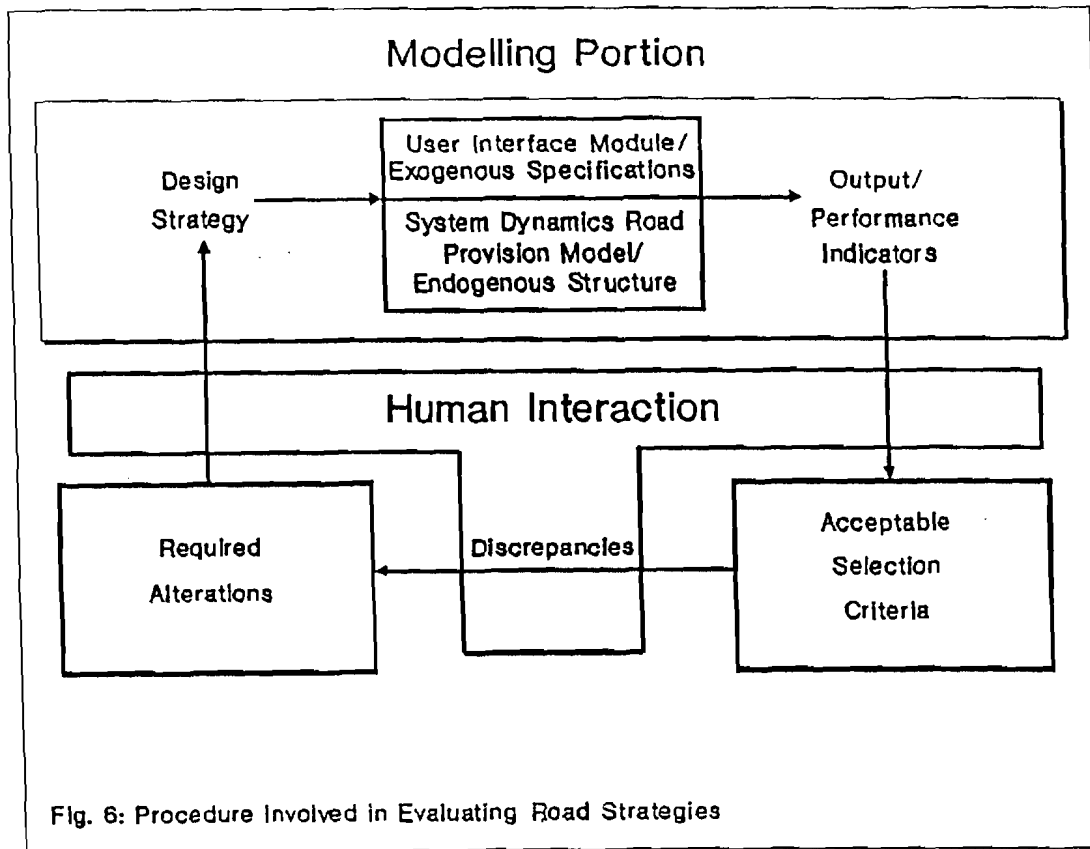 Modelling Portion
User Interface Module/
Exogenous Specifications
Design
Strategy
System Dynamics Road
Provision Model/
Endogenous Structure
Output/
Performance
Indicators
Human Interaction
Required
Alterations
Discrepancies
Acceptable
Selection
Criteria
Fig. 6: Procedure Involved in Evaluating Road Strategies